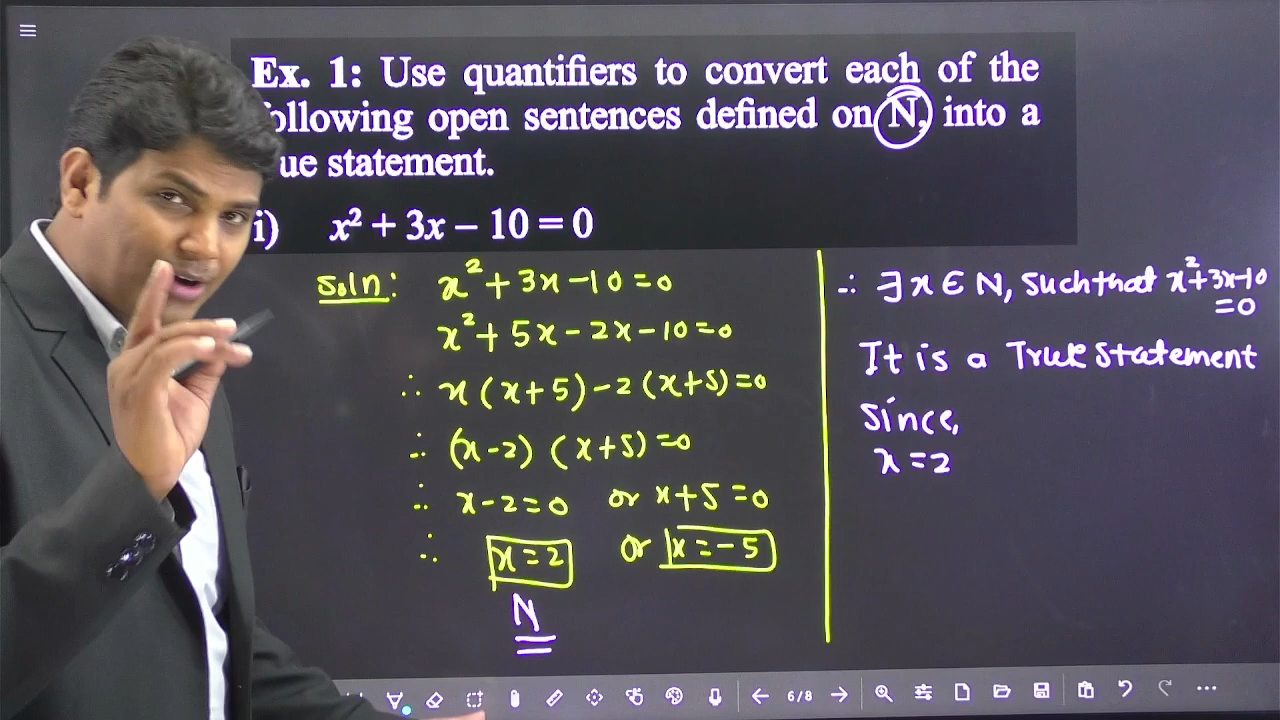 Ex. 1: Use quantifiers to convert each of the
ollowing open sentences defined on N, into a
ue statement.
i) x² + 3x – 10 = 0
Soln: x² + 3x – 10 = 0
x² + 5x – 2x – 10 = 0
∴ x (x + 5) – 2 (x + 5) = 0
∴ (x – 2) (x + 5) = 0
∴ x – 2 = 0 or x + 5 = 0
∴ x = 2 or x = – 5
N
∴ ∃ x ∈ N, Such that x² + 3x – 10
= 0
It is a True Statement
Since,
x = 2
6/8